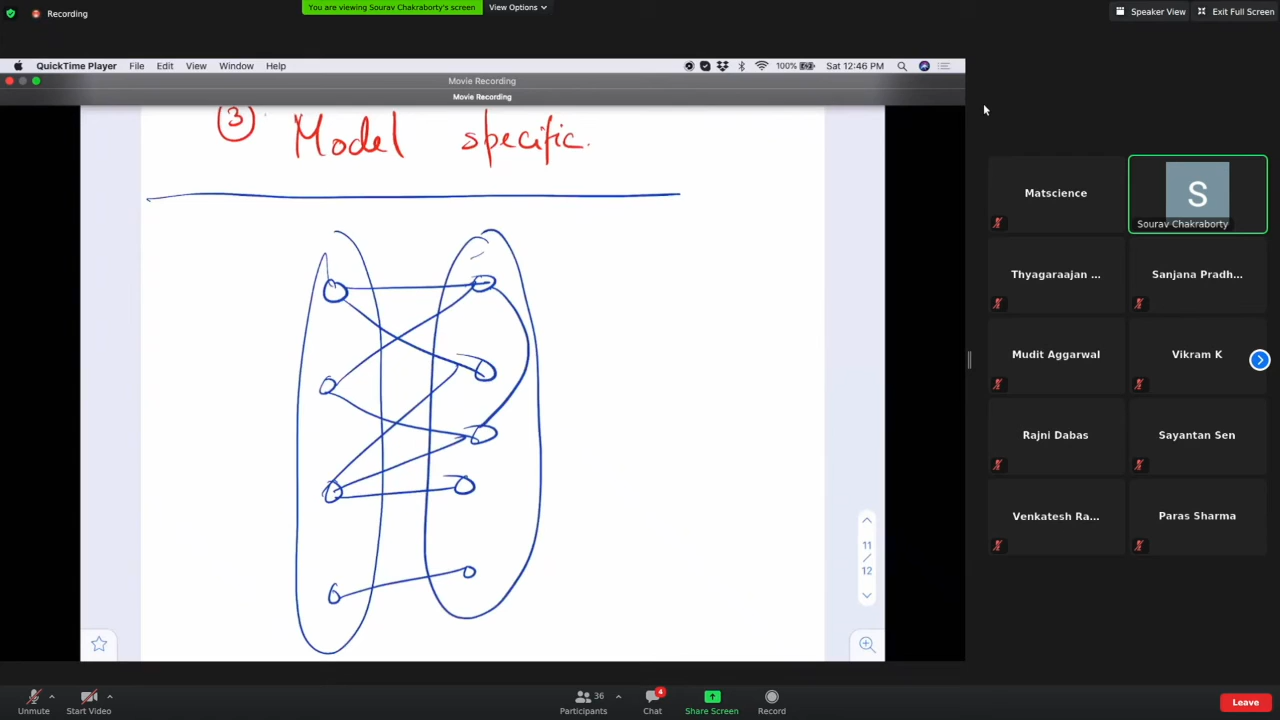 Recording
You are viewing Sourav Chakraborty's screen
View Options
Speaker View
Exit Full Screen
QuickTime Player File Edit View Window Help
100% Sat 12:46 PM
Movie Recording
Movie Recording
③ Model specific.
11
/
12
Matscience
S
Sourav Chakraborty
Thyagaraajan ...
Sanjana Pradh...
Mudit Aggarwal
Vikram K
Rajni Dabas
Sayantan Sen
Venkatesh Ra...
Paras Sharma
Unmute
Start Video
36
Participants
4
Chat
Share Screen
Record
Leave